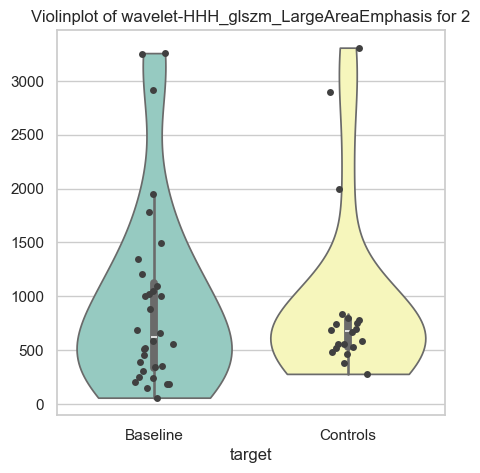 Violinplot of wavelet-HHH_glszm_LargeAreaEmphasis for 2
3000
2500
2000
1500
1000
500
0
Baseline Controls
target